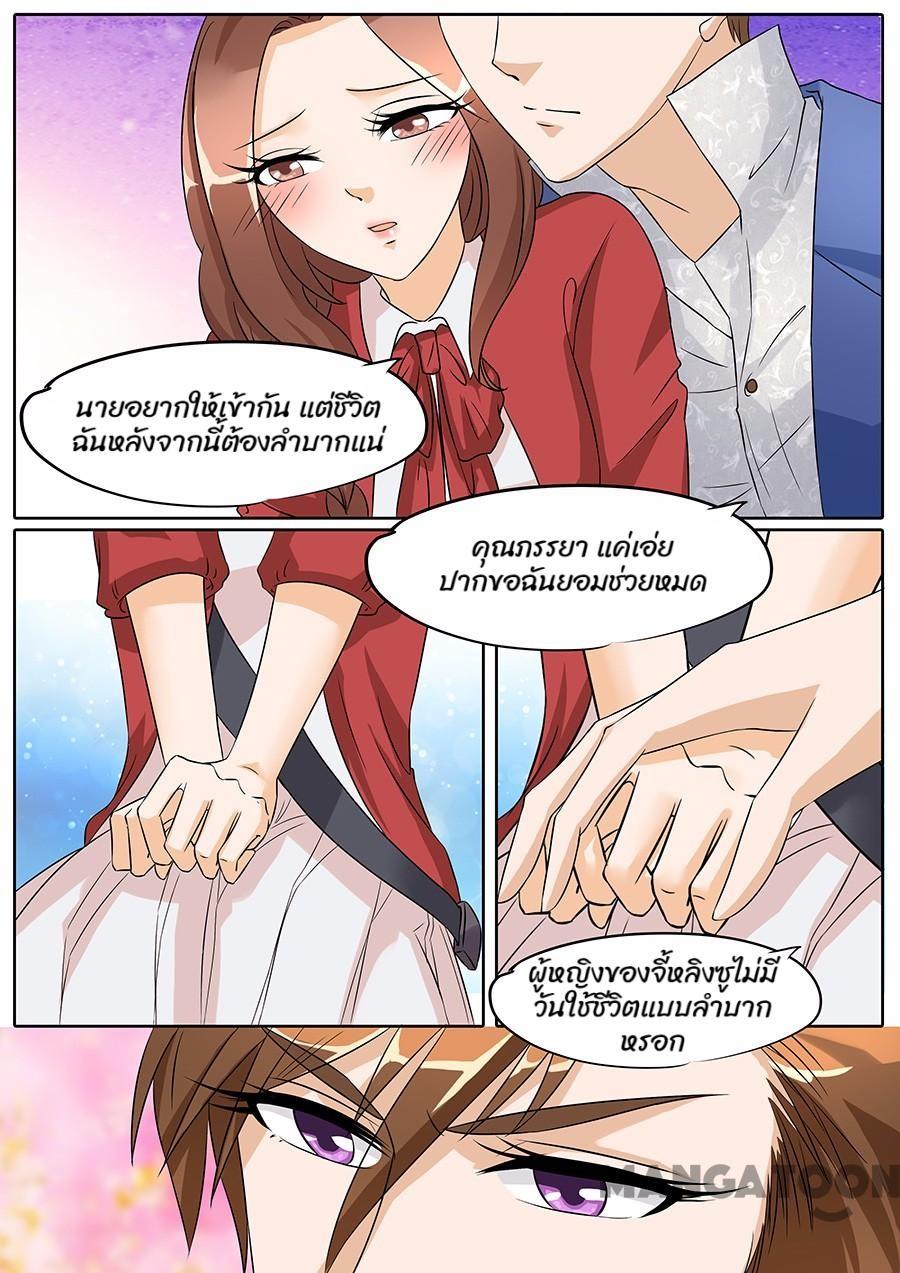 นายอยากให้เข้ากัน แต่ชีวิต
ฉันหลังจากนี้ต้องลำบากแน่
คุณภรรยา แค่เอ่ย
ปากขอฉันยอมช่วยหมด
ผู้หญิงของจี้หลิงซูไม่มี
วันใช้ชีวิตแบบลำบาก
หรอก
MANGATOON